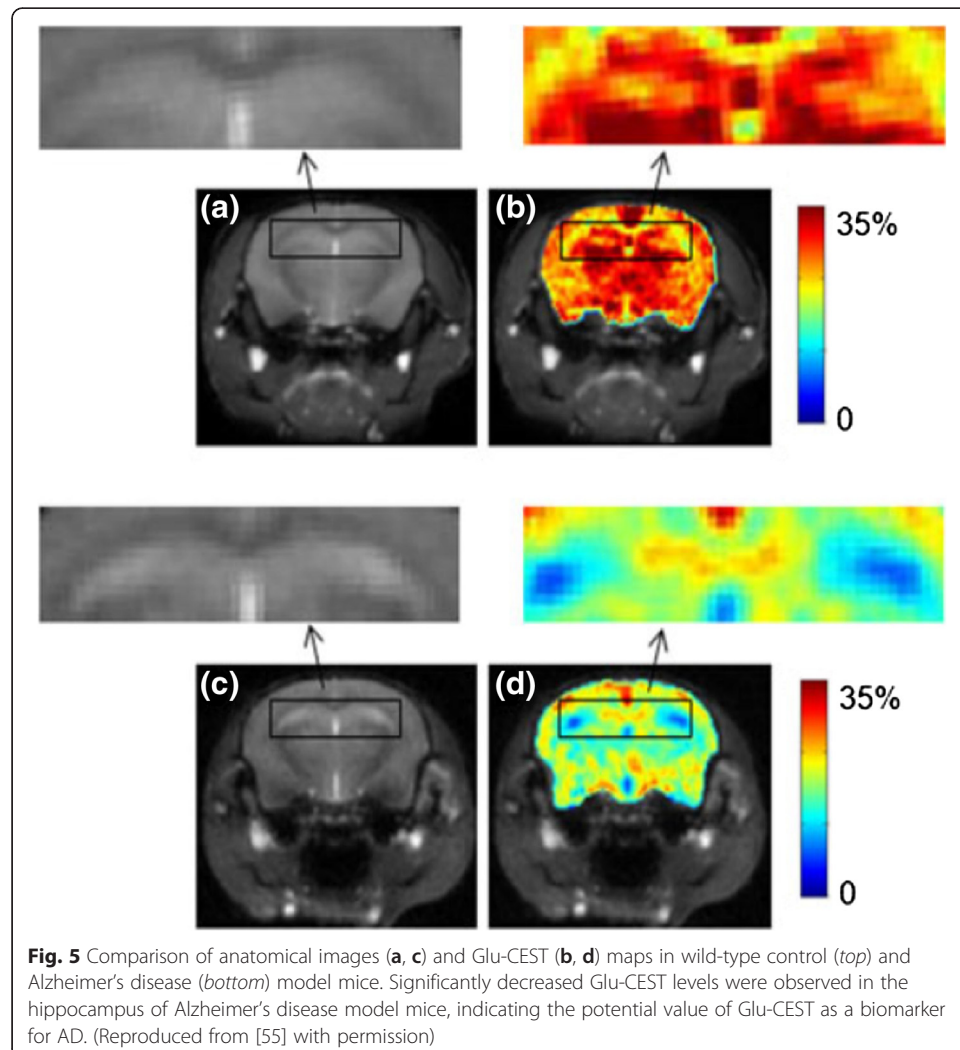 (a)
(b)
35%
0
(c)
(d)
35%
0
Fig. 5 Comparison of anatomical images (a, c) and Glu-CEST (b, d) maps in wild-type control (top) and
Alzheimer's disease (bottom) model mice. Significantly decreased Glu-CEST levels were observed in the
hippocampus of Alzheimer's disease model mice, indicating the potential value of Glu-CEST as a biomarker
for AD. (Reproduced from [55] with permission)